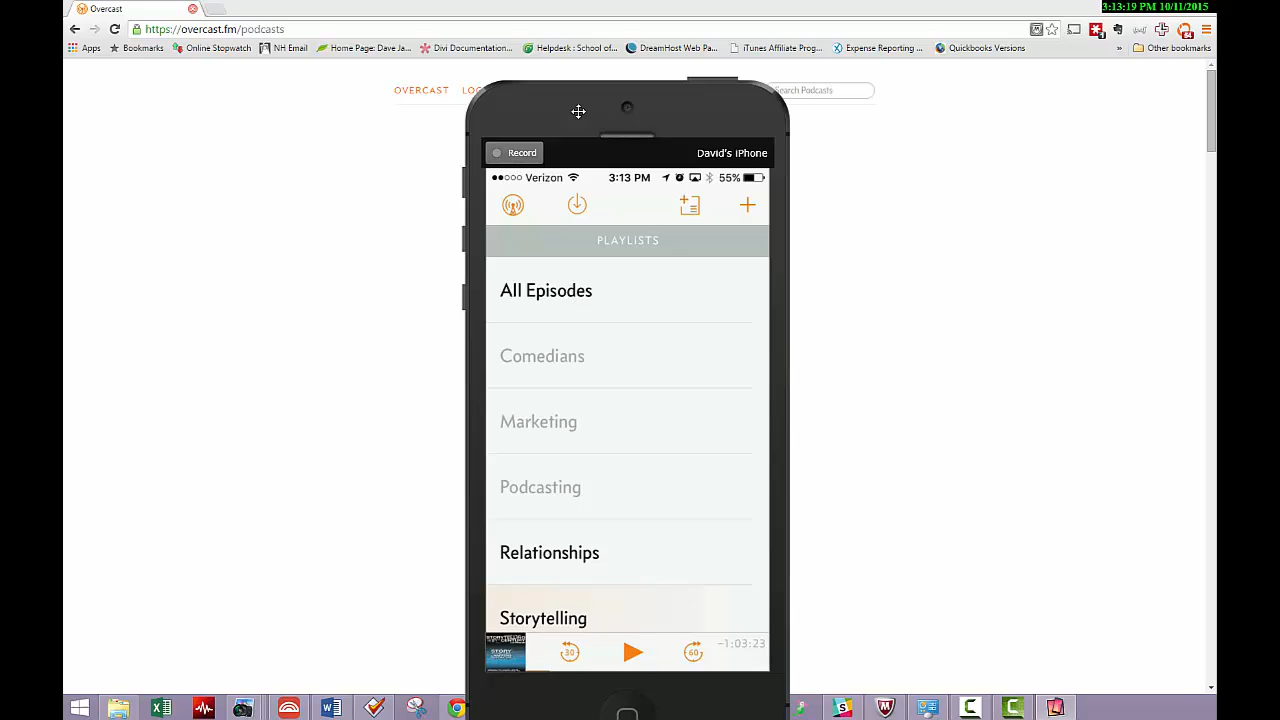 3:13:19 PM 10/11/2015
Overcast
https://overcast.fm/podcasts
Apps Bookmarks Online Stopwatch NH Email Home Page: Dave Ja... Divi Documentation... Helpdesk : School of... DreamHost Web Pa... iTunes Affiliate Prog... Expense Reporting ... Quickbooks Versions » Other bookmarks
OVERCAST LOG
Search Podcasts
Record David's iPhone
Verizon 3:13 PM 55%
PLAYLISTS
All Episodes
Comedians
Marketing
Podcasting
Relationships
Storytelling
30 60 -1:03:23